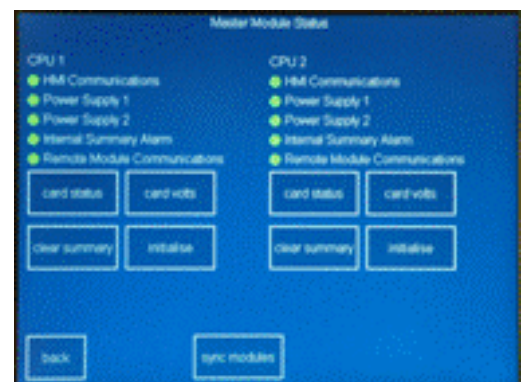 Master Module Status
CPU 1
HMI Communications
Power Supply 1
Power Supply 2
Internal Summary Alarm
Remote Module Communications
card status
card volts
clear summary
initialise
CPU 2
HMI Communications
Power Supply 1
Power Supply 2
Internal Summary Alarm
Remote Module Communications
card status
card volts
clear summary
initialise
back
sync modules